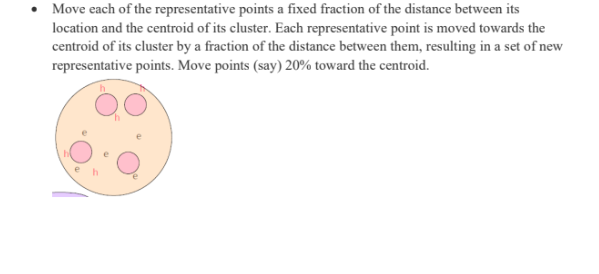 • Move each of the representative points a fixed fraction of the distance between its
location and the centroid of its cluster. Each representative point is moved towards the
centroid of its cluster by a fraction of the distance between them, resulting in a set of new
representative points. Move points (say) 20% toward the centroid.
h h
h
e e
h e
e h e